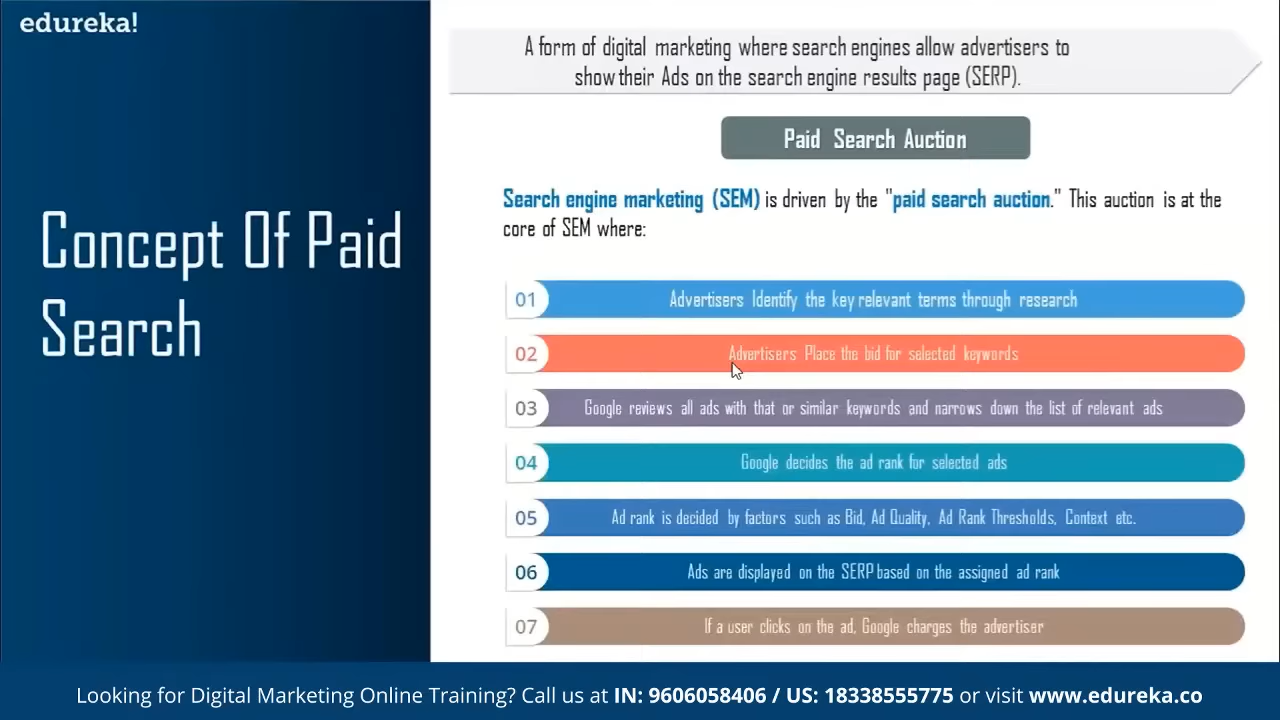 edureka!
Concept Of Paid
Search
A form of digital marketing where search engines allow advertisers to
show their Ads on the search engine results page (SERP).
Paid Search Auction
Search engine marketing (SEM) is driven by the "paid search auction." This auction is at the
core of SEM where:
01 Advertisers Identify the key relevant terms through research
02 Advertisers Place the bid for selected keywords
03 Google reviews all ads with that or similar keywords and narrows down the list of relevant ads
04 Google decides the ad rank for selected ads
05 Ad rank is decided by factors such as Bid, Ad Quality, Ad Rank Thresholds, Context etc.
06 Ads are displayed on the SERP based on the assigned ad rank
07 If a user clicks on the ad, Google charges the advertiser
Looking for Digital Marketing Online Training? Call us at IN: 9606058406 / US: 18338555775 or visit www.edureka.co